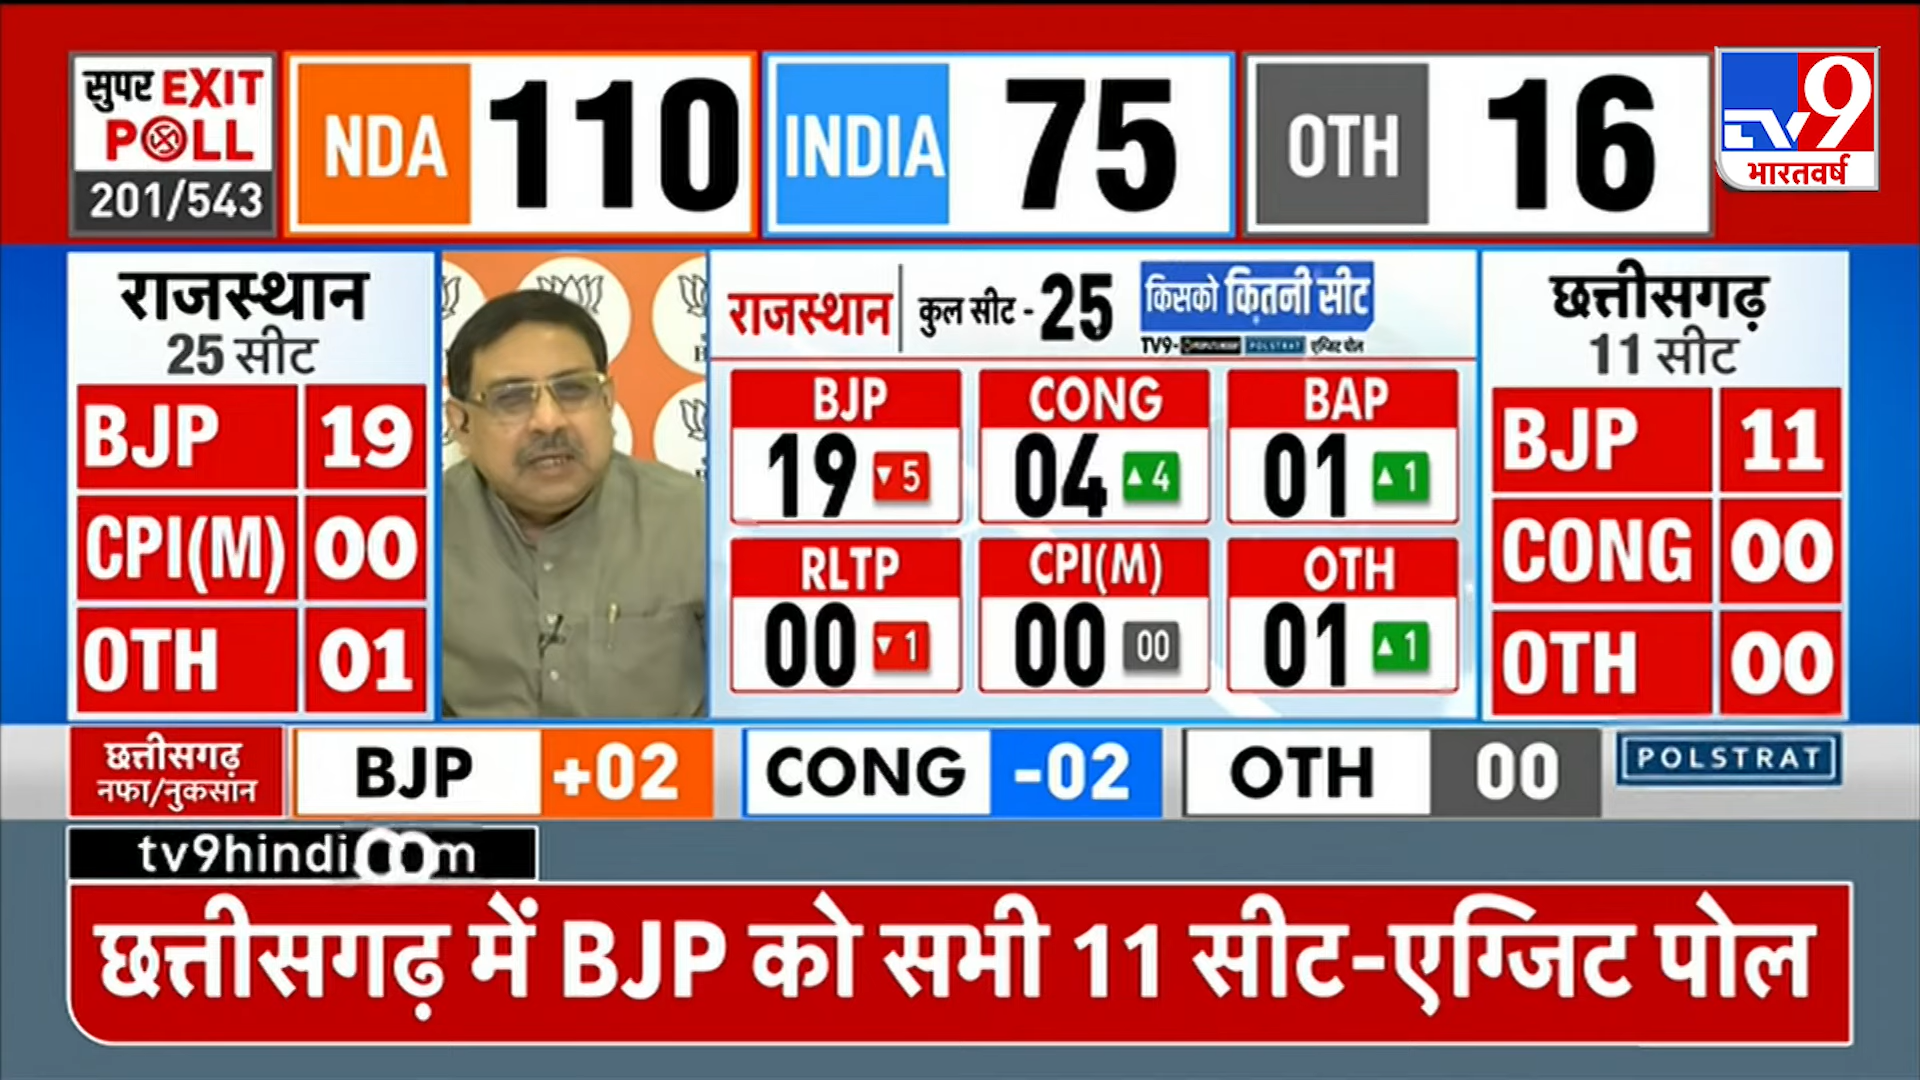 सुपर EXIT
POLL
201/543
NDA 110
INDIA 75
OTH 16
TV9
भारतवर्ष
राजस्थान
25 सीट
BJP 19
CPI(M) 00
OTH 01
राजस्थान कुल सीट - 25 किसको कितनी सीट
TV9- POLSTRAT एग्जिट पोल
BJP CONG BAP
19 ▼5 04 ▲4 01 ▲1
RLTP CPI(M) OTH
00 ▼1 00 00 01 ▲1
छत्तीसगढ़
11 सीट
BJP 11
CONG 00
OTH 00
छत्तीसगढ़
नफा/नुकसान
BJP +02 CONG -02 OTH 00 POLSTRAT
छत्तीसगढ़ में BJP को सभी 11 सीट-एग्जिट पोल